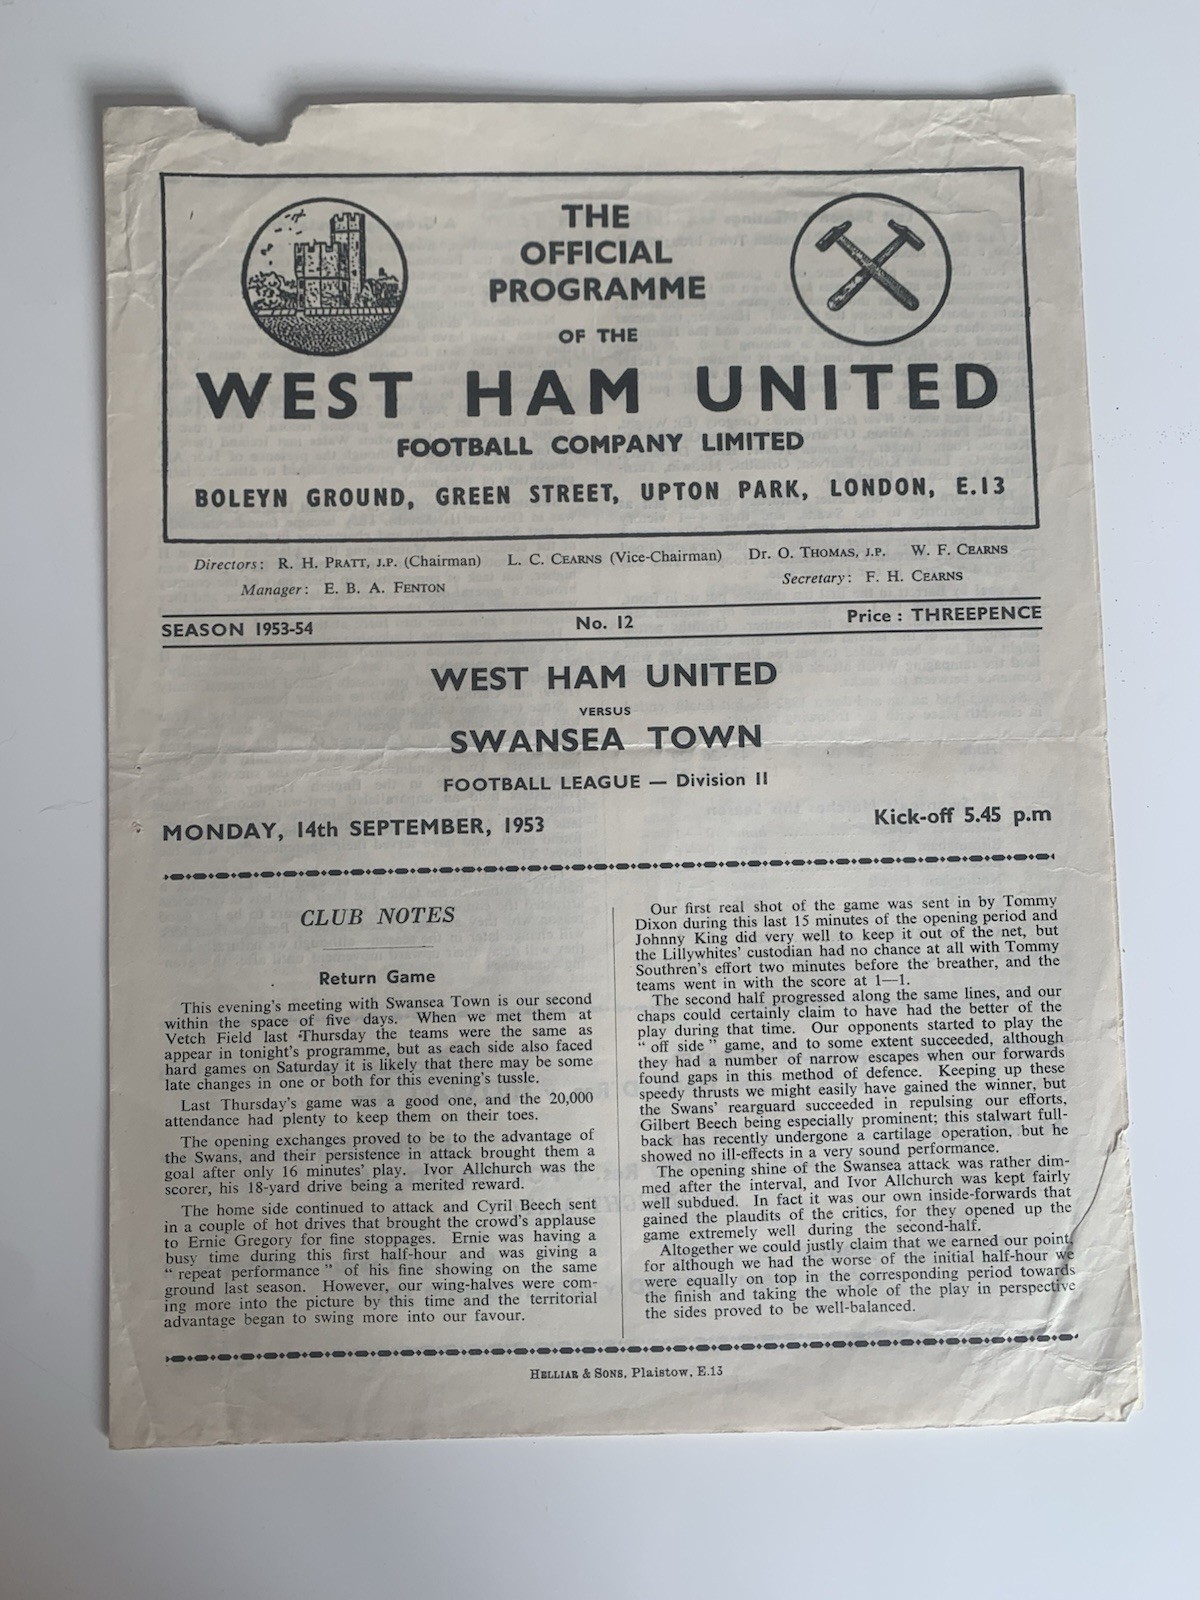 THE
OFFICIAL
PROGRAMME
OF THE
WEST HAM UNITED
FOOTBALL COMPANY LIMITED
BOLEYN GROUND, GREEN STREET, UPTON PARK, LONDON, E.13
Directors: R. H. PRATT, J.P. (Chairman) L. C. CEARNS (Vice-Chairman) Dr. O. THOMAS, J.P. W. F. CEARNS
Manager: E. B. A. FENTON Secretary: F. H. CEARNS
SEASON 1953-54 No. 12 Price : THREEPENCE
WEST HAM UNITED
VERSUS
SWANSEA TOWN
FOOTBALL LEAGUE — Division II
MONDAY, 14th SEPTEMBER, 1953 Kick-off 5.45 p.m
CLUB NOTES
Return Game
This evening's meeting with Swansea Town is our second
within the space of five days. When we met them at
Vetch Field last Thursday the teams were the same as
appear in tonight's programme, but as each side also faced
hard games on Saturday it is likely that there may be some
late changes in one or both for this evening's tussle.
Last Thursday's game was a good one, and the 20,000
attendance had plenty to keep them on their toes.
The opening exchanges proved to be to the advantage of
the Swans, and their persistence in attack brought them a
goal after only 16 minutes' play. Ivor Allchurch was the
scorer, his 18-yard drive being a merited reward.
The home side continued to attack and Cyril Beech sent
in a couple of hot drives that brought the crowd's applause
to Ernie Gregory for fine stoppages. Ernie was having a
busy time during this first half-hour and was giving a
" repeat performance " of his fine showing on the same
ground last season. However, our wing-halves were com-
ing more into the picture by this time and the territorial
advantage began to swing more into our favour.
Our first real shot of the game was sent in by Tommy
Dixon during this last 15 minutes of the opening period and
Johnny King did very well to keep it out of the net, but
the Lillywhites' custodian had no chance at all with Tommy
Southren's effort two minutes before the breather, and the
teams went in with the score at 1—1.
The second half progressed along the same lines, and our
chaps could certainly claim to have had the better of the
play during that time. Our opponents started to play the
" off side " game, and to some extent succeeded, although
they had a number of narrow escapes when our forwards
found gaps in this method of defence. Keeping up these
speedy thrusts we might easily have gained the winner, but
the Swans' rearguard succeeded in repulsing our efforts,
Gilbert Beech being especially prominent; this stalwart full-
back has recently undergone a cartilage operation, but he
showed no ill-effects in a very sound performance.
The opening shine of the Swansea attack was rather dim-
med after the interval, and Ivor Allchurch was kept fairly
well subdued. In fact it was our own inside-forwards that
gained the plaudits of the critics, for they opened up the
game extremely well during the second-half.
Altogether we could justly claim that we earned our point,
for although we had the worse of the initial half-hour we
were equally on top in the corresponding period towards
the finish and taking the whole of the play in perspective
the sides proved to be well-balanced.
HELLIAR & SONS, Plaistow, E.13